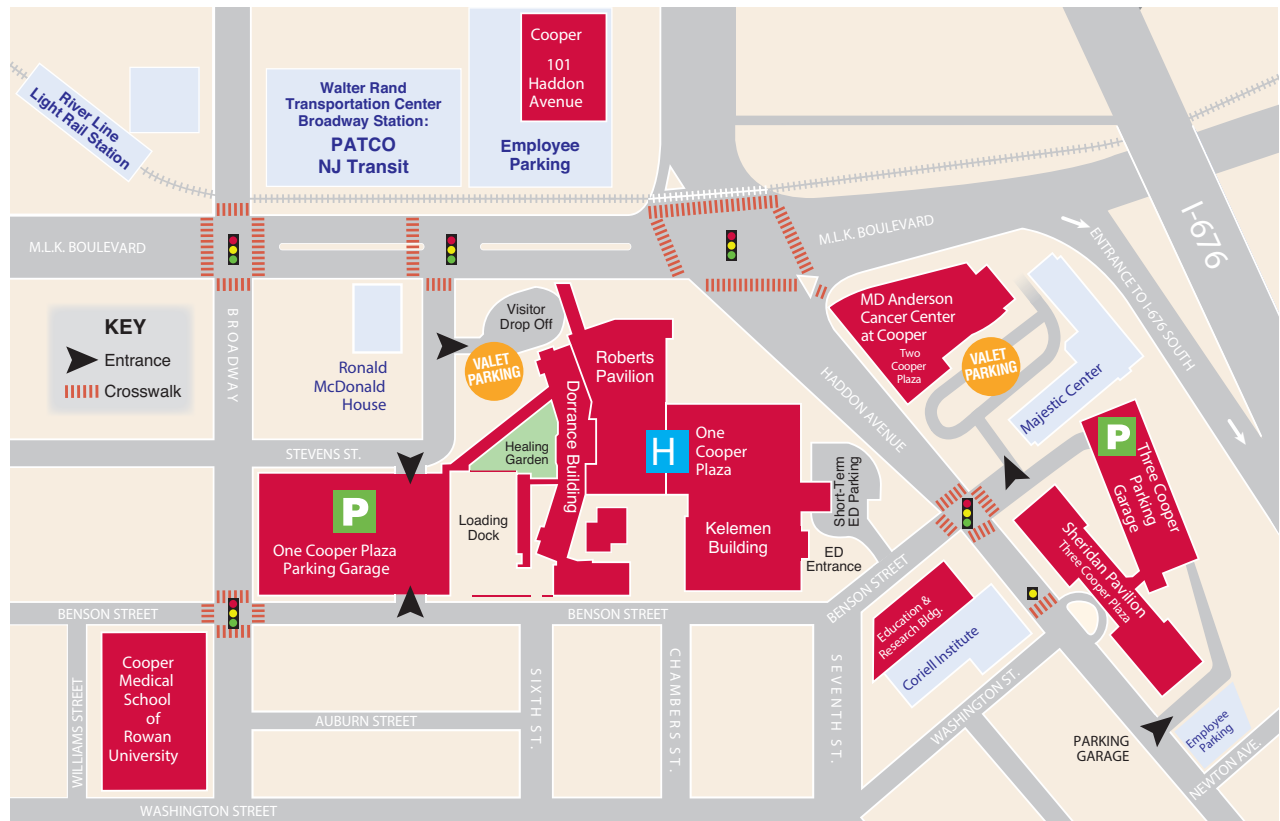 Cooper
101
Haddon
Avenue
Employee
Parking
Walter Rand
Transportation Center
Broadway Station:
PATCO
NJ Transit
River Line
Light Rail Station
M.L.K. BOULEVARD
M.L.K. BOULEVARD
I-676
ENTRANCE TO I-676 SOUTH
KEY
Entrance
Crosswalk
BROADWAY
Ronald
McDonald
House
Visitor
Drop Off
VALET
PARKING
Roberts
Pavilion
Dorrance Building
Healing
Garden
H
One
Cooper
Plaza
Kelemen
Building
Short-Term
ED Parking
ED
Entrance
HADDON AVENUE
MD Anderson
Cancer Center
at Cooper
Two
Cooper
Plaza
VALET
PARKING
Majestic Center
P
Three Cooper
Parking
Garage
Sheridan Pavilion
Three Cooper Plaza
STEVENS ST.
P
One Cooper Plaza
Parking Garage
Loading
Dock
BENSON STREET
BENSON STREET
BENSON STREET
Education &
Research Bldg.
Coriell Institute
WASHINGTON ST.
Cooper
Medical
School
of
Rowan
University
WILLIAMS STREET
AUBURN STREET
SIXTH ST.
CHAMBERS ST.
SEVENTH ST.
PARKING
GARAGE
Employee
Parking
NEWTON AVE.
WASHINGTON STREET